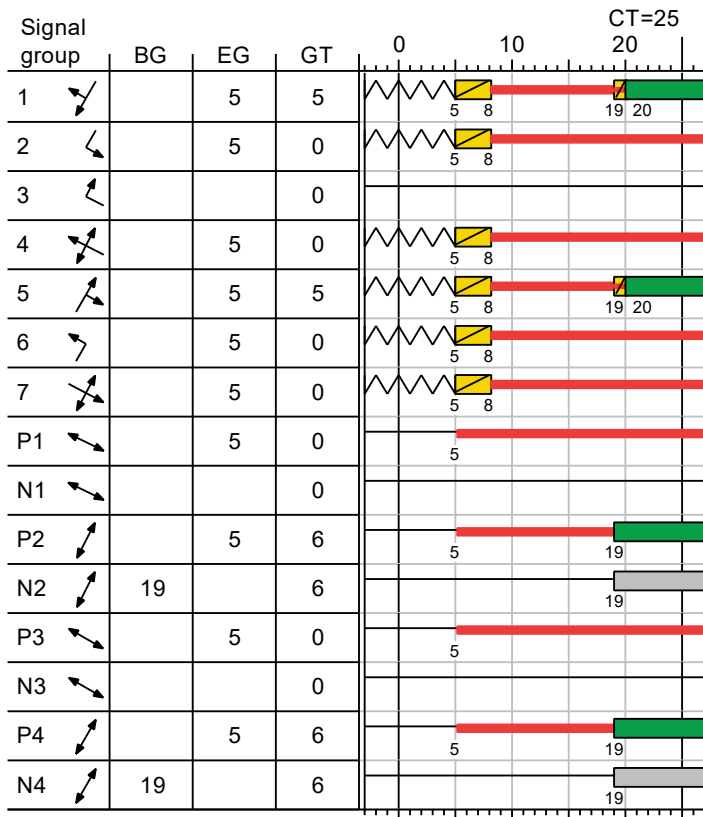 CT=25
Signal
group BG EG GT 0 10 20
1 5 5
5 8 19 20
2 5 0
5 8
3 0
4 5 0
5 8
5 5 5
5 8 19 20
6 5 0
5 8
7 5 0
5 8
P1 5 0
5
N1 0
P2 5 6
5 19
N2 19 6
19
P3 5 0
5
N3 0
P4 5 6
5 19
N4 19 6
19